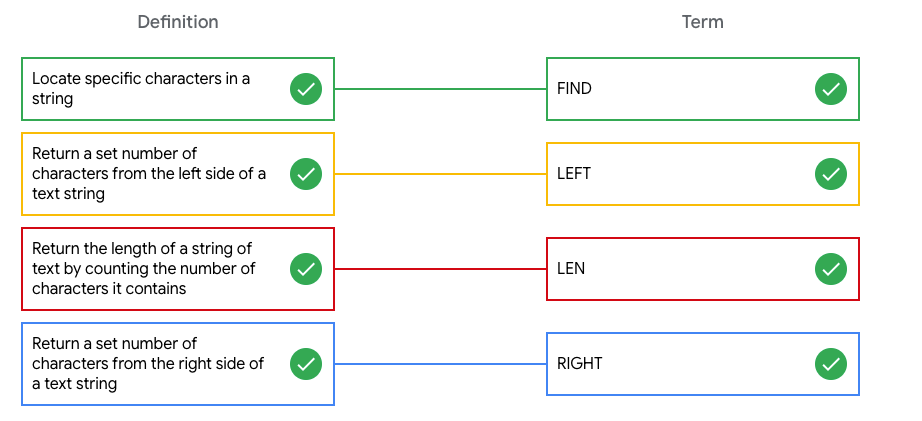 Definition
Term
Locate specific characters in a
string
FIND
Return a set number of
characters from the left side of a
text string
LEFT
Return the length of a string of
text by counting the number of
characters it contains
LEN
Return a set number of
characters from the right side of
a text string
RIGHT